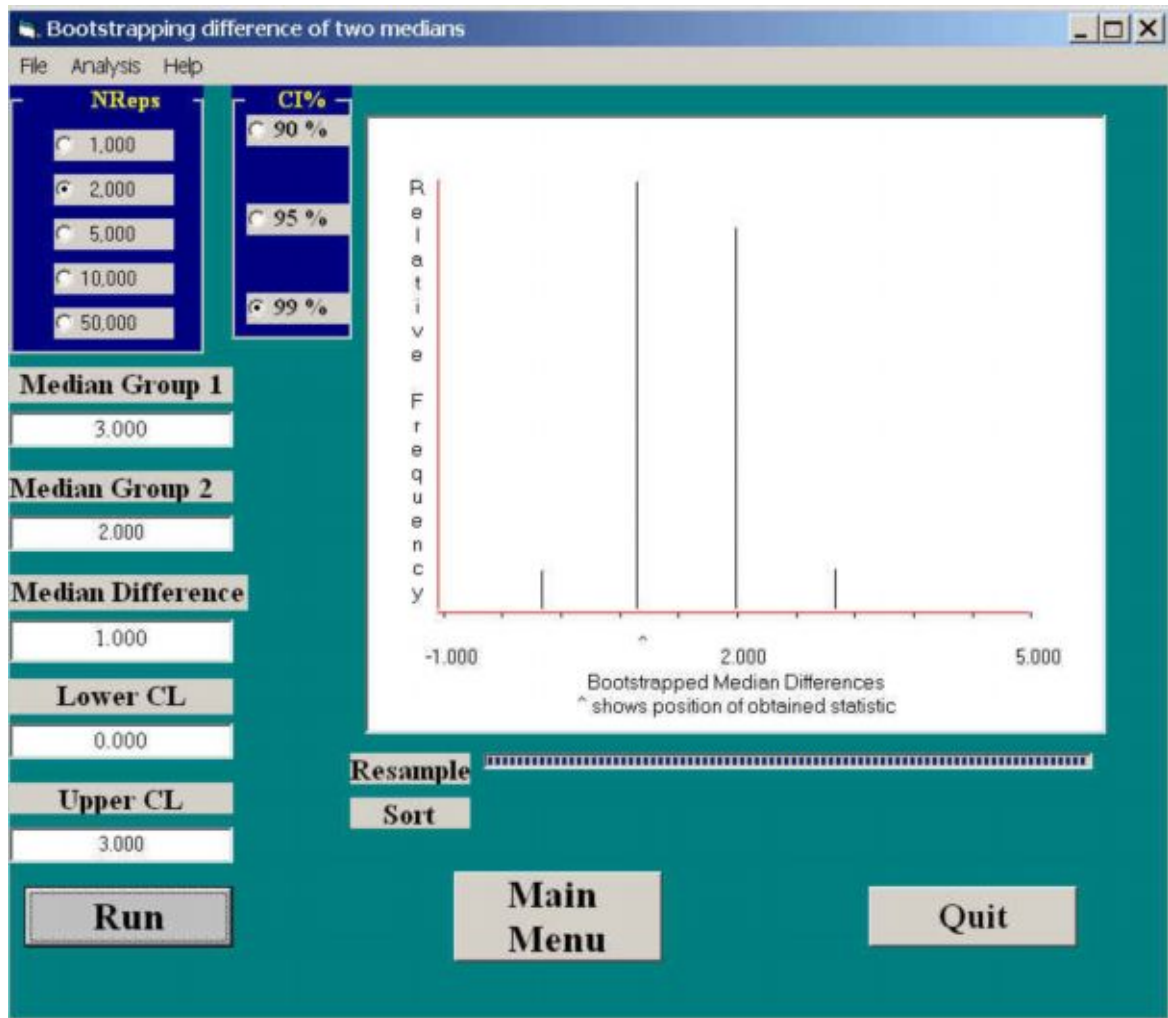 Bootstrapping difference of two medians
File Analysis Help
NReps
1,000
2,000
5,000
10,000
50,000
CI%
90 %
95 %
99 %
Relative Frequency
-1.000 2.000 5.000
Bootstrapped Median Differences
^ shows position of obtained statistic
Median Group 1
3.000
Median Group 2
2.000
Median Difference
1.000
Lower CL
0.000
Upper CL
3.000
Resample
Sort
Run
Main
Menu
Quit